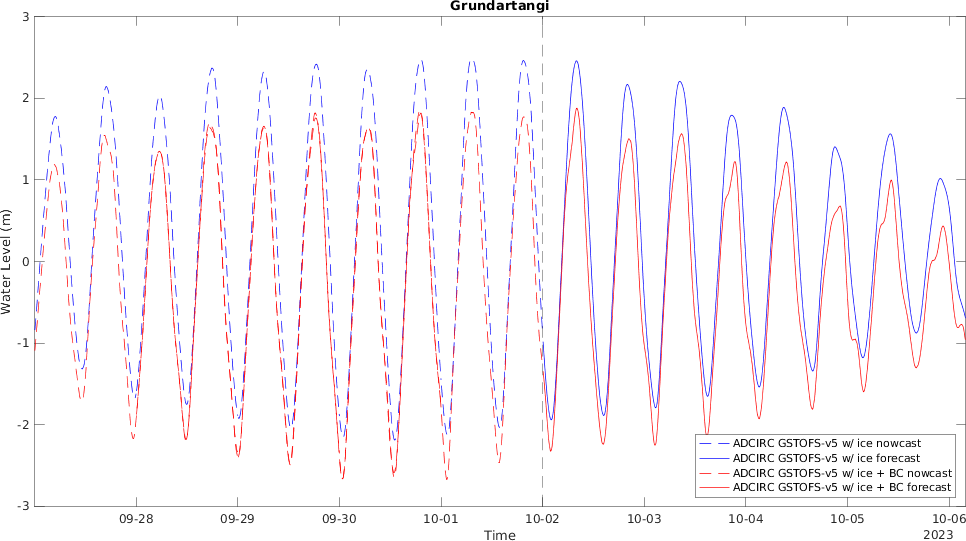 Grundartangi
3
2
1
0
-1
-2
-3
Water Level (m)
ADCIRC GSTOFS-v5 w/ ice nowcast
ADCIRC GSTOFS-v5 w/ ice forecast
ADCIRC GSTOFS-v5 w/ ice + BC nowcast
ADCIRC GSTOFS-v5 w/ ice + BC forecast
09-28 09-29 09-30 10-01 10-02 10-03 10-04 10-05 10-06
Time
2023